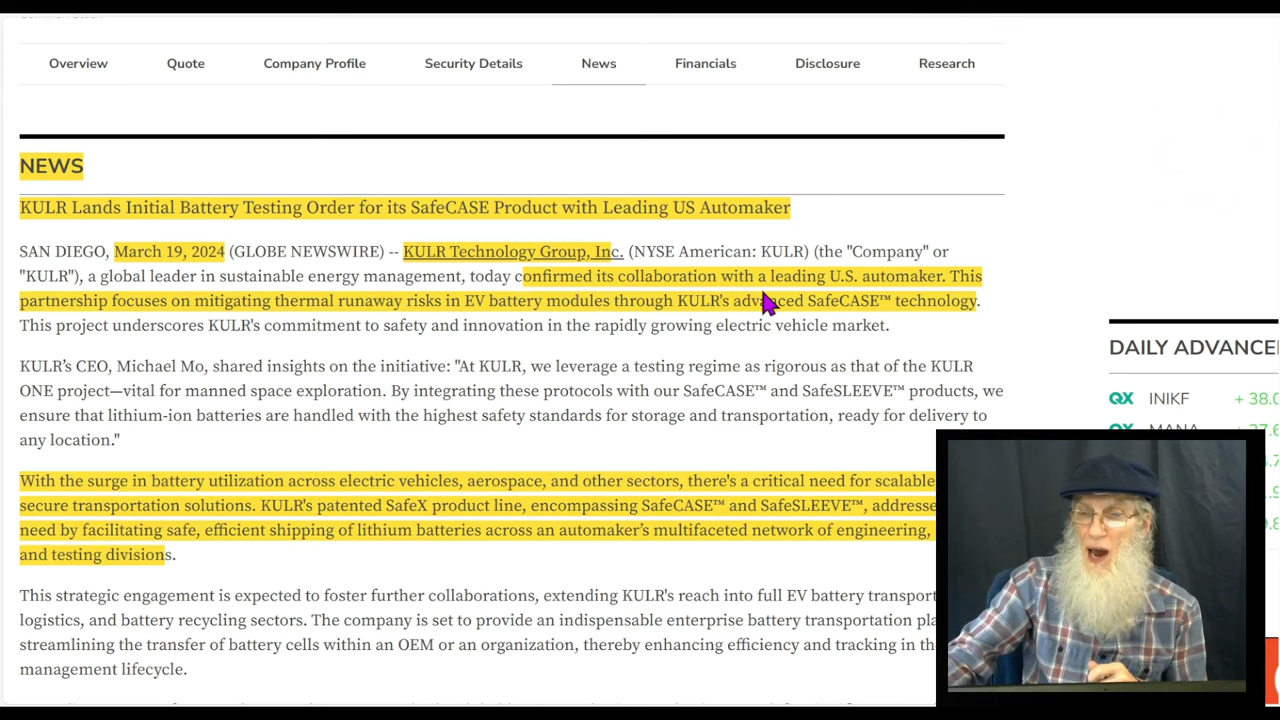 Overview Quote Company Profile Security Details News Financials Disclosure Research
NEWS
KULR Lands Initial Battery Testing Order for its SafeCASE Product with Leading US Automaker
SAN DIEGO, March 19, 2024 (GLOBE NEWSWIRE) -- KULR Technology Group, Inc. (NYSE American: KULR) (the "Company" or
"KULR"), a global leader in sustainable energy management, today confirmed its collaboration with a leading U.S. automaker. This
partnership focuses on mitigating thermal runaway risks in EV battery modules through KULR's advanced SafeCASE™ technology.
This project underscores KULR's commitment to safety and innovation in the rapidly growing electric vehicle market.
KULR’s CEO, Michael Mo, shared insights on the initiative: "At KULR, we leverage a testing regime as rigorous as that of the KULR
ONE project—vital for manned space exploration. By integrating these protocols with our SafeCASE™ and SafeSLEEVE™ products, we
ensure that lithium-ion batteries are handled with the highest safety standards for storage and transportation, ready for delivery to
any location."
With the surge in battery utilization across electric vehicles, aerospace, and other sectors, there's a critical need for scalable
secure transportation solutions. KULR's patented SafeX product line, encompassing SafeCASE™ and SafeSLEEVE™, addresse
need by facilitating safe, efficient shipping of lithium batteries across an automaker’s multifaceted network of engineering,
and testing divisions.
This strategic engagement is expected to foster further collaborations, extending KULR's reach into full EV battery transport
logistics, and battery recycling sectors. The company is set to provide an indispensable enterprise battery transportation pla
streamlining the transfer of battery cells within an OEM or an organization, thereby enhancing efficiency and tracking in th
management lifecycle.
DAILY ADVANCE
QX INIKF + 38.0
QX MANA